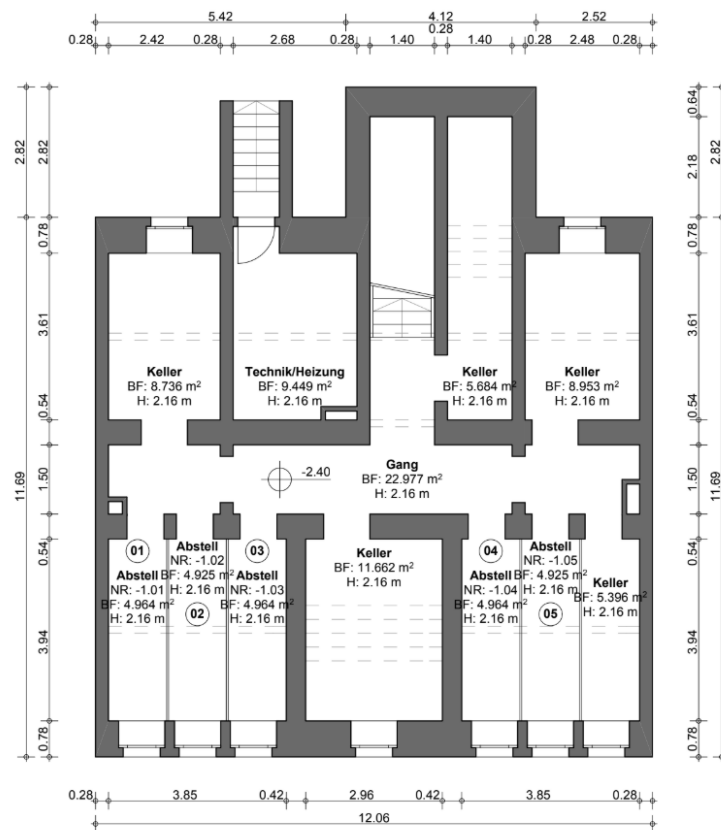 5.42 4.12 2.52
0.28 2.42 0.28 2.68 0.28 1.40 0.28 1.40 0.28 2.48 0.28
2.82 2.82 0.78 3.61 0.54 1.50 0.54 3.94 0.78
11.69
0.64 2.18 2.82 0.78 3.61 0.54 1.50 0.54 3.94 0.78
11.69
Keller
BF: 8.736 m²
H: 2.16 m
Technik/Heizung
BF: 9.449 m²
H: 2.16 m
Keller
BF: 5.684 m²
H: 2.16 m
Keller
BF: 8.953 m²
H: 2.16 m
-2.40
Gang
BF: 22.977 m²
H: 2.16 m
01
Abstell
NR: -1.01
BF: 4.964 m²
H: 2.16 m
Abstell
NR: -1.02
BF: 4.925 m²
H: 2.16 m
02
03
Abstell
NR: -1.03
BF: 4.964 m²
H: 2.16 m
Keller
BF: 11.662 m²
H: 2.16 m
04
Abstell
NR: -1.04
BF: 4.964 m²
H: 2.16 m
Abstell
NR: -1.05
BF: 4.925 m²
H: 2.16 m
05
Keller
BF: 5.396 m²
H: 2.16 m
0.28 3.85 0.42 2.96 0.42 3.85 0.28
12.06